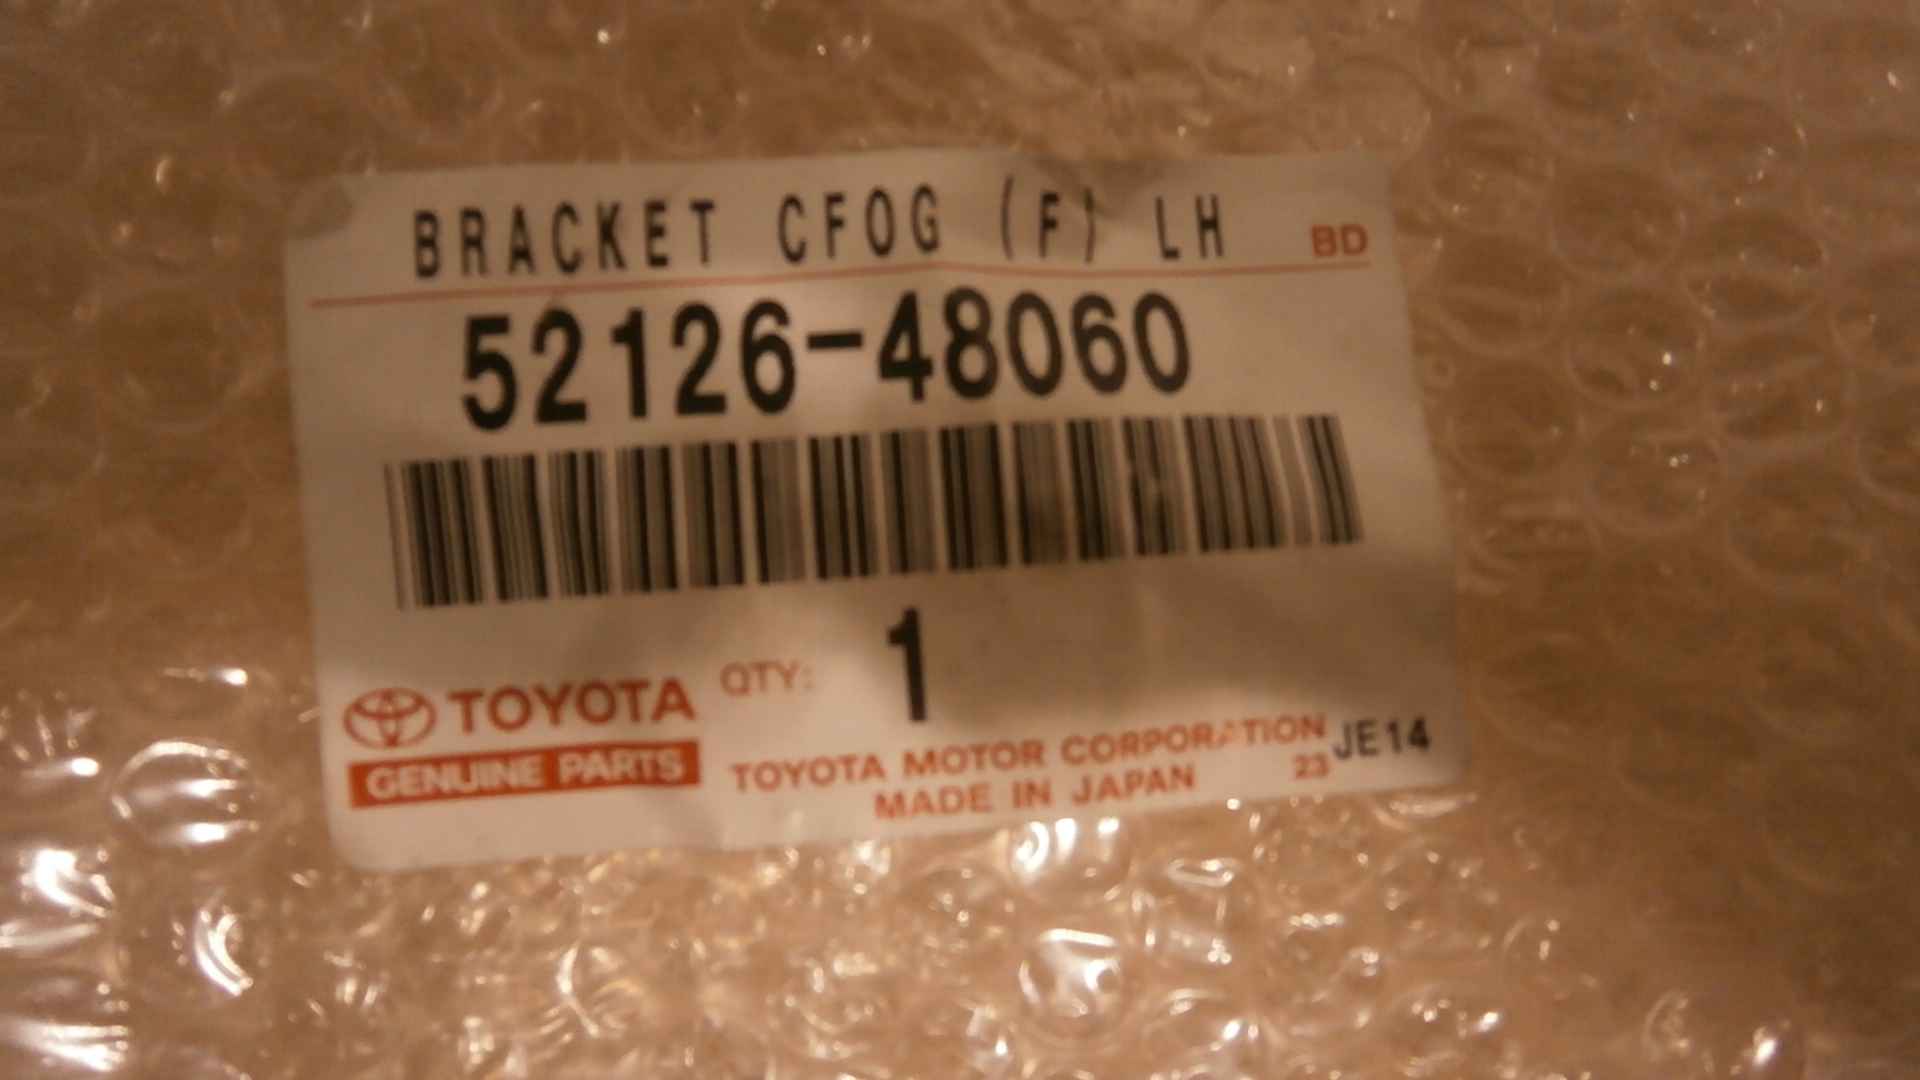 BRACKET CFOG (F) LH BD
52126-48060
QTY: 1
TOYOTA
GENUINE PARTS
TOYOTA MOTOR CORPORATION
MADE IN JAPAN 23 JE14